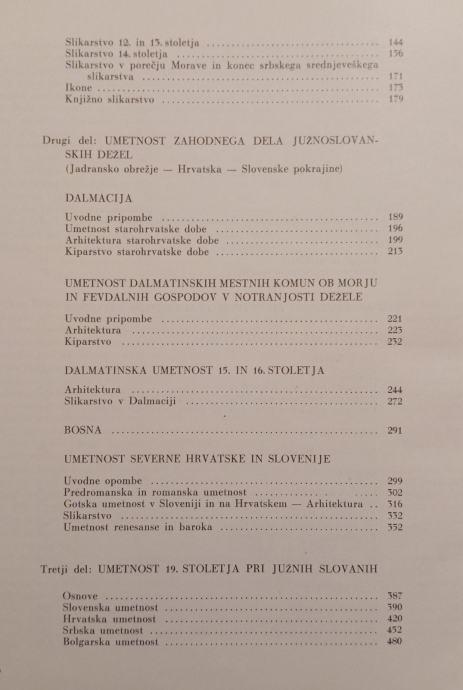 Slikarstvo 12. in 13. stoletja 144
Slikarstvo 14. stoletja 156
Slikarstvo v porečju Morave in konec srbskega srednjeveškega
slikarstva 171
Ikone 175
Knjižno slikarstvo 179
Drugi del: UMETNOST ZAHODNEGA DELA JUŽNOSLOVAN-
SKIH DEŽEL
(Jadransko obrežje — Hrvatska — Slovenske pokrajine)
DALMACIJA
Uvodne pripombe 189
Umetnost starohrvatske dobe 196
Arhitektura starohrvatske dobe 199
Kiparstvo starohrvatske dobe 213
UMETNOST DALMATINSKIH MESTNIH KOMUN OB MORJU
IN FEVDALNIH GOSPODOV V NOTRANJOSTI DEŽELE
Uvodne pripombe 221
Arhitektura 223
Kiparstvo 232
DALMATINSKA UMETNOST 15. IN 16. STOLETJA
Arhitektura 244
Slikarstvo v Dalmaciji 272
BOSNA 291
UMETNOST SEVERNE HRVATSKE IN SLOVENIJE
Uvodne opombe 299
Predromanska in romanska umetnost 302
Gotska umetnost v Sloveniji in na Hrvatskem — Arhitektura 316
Slikarstvo 332
Umetnost renesanse in baroka 352
Tretji del: UMETNOST 19. STOLETJA PRI JUŽNIH SLOVANIH
Osnove 387
Slovenska umetnost 390
Hrvatska umetnost 420
Srbska umetnost 452
Bolgarska umetnost 480